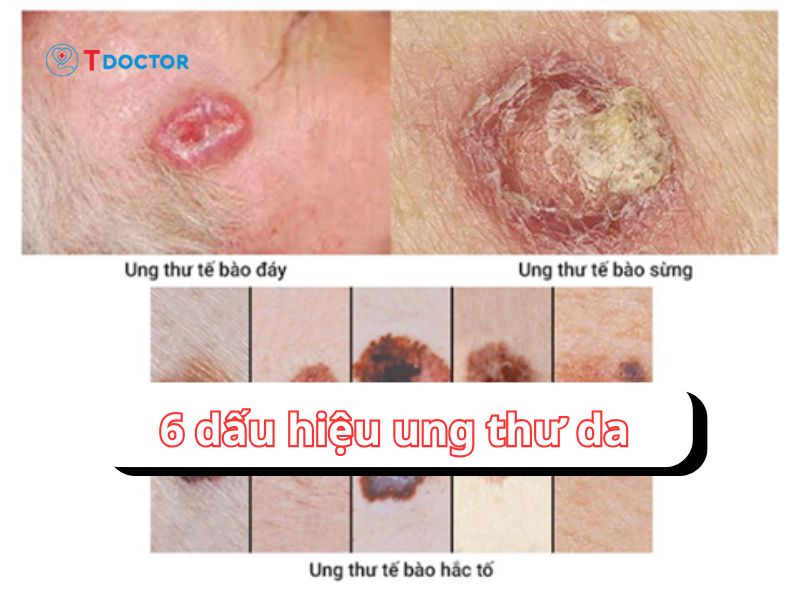 TDOCTOR
Ung thư tế bào đáy
Ung thư tế bào sừng
6 dấu hiệu ung thư da
Ung thư tế bào hắc tố